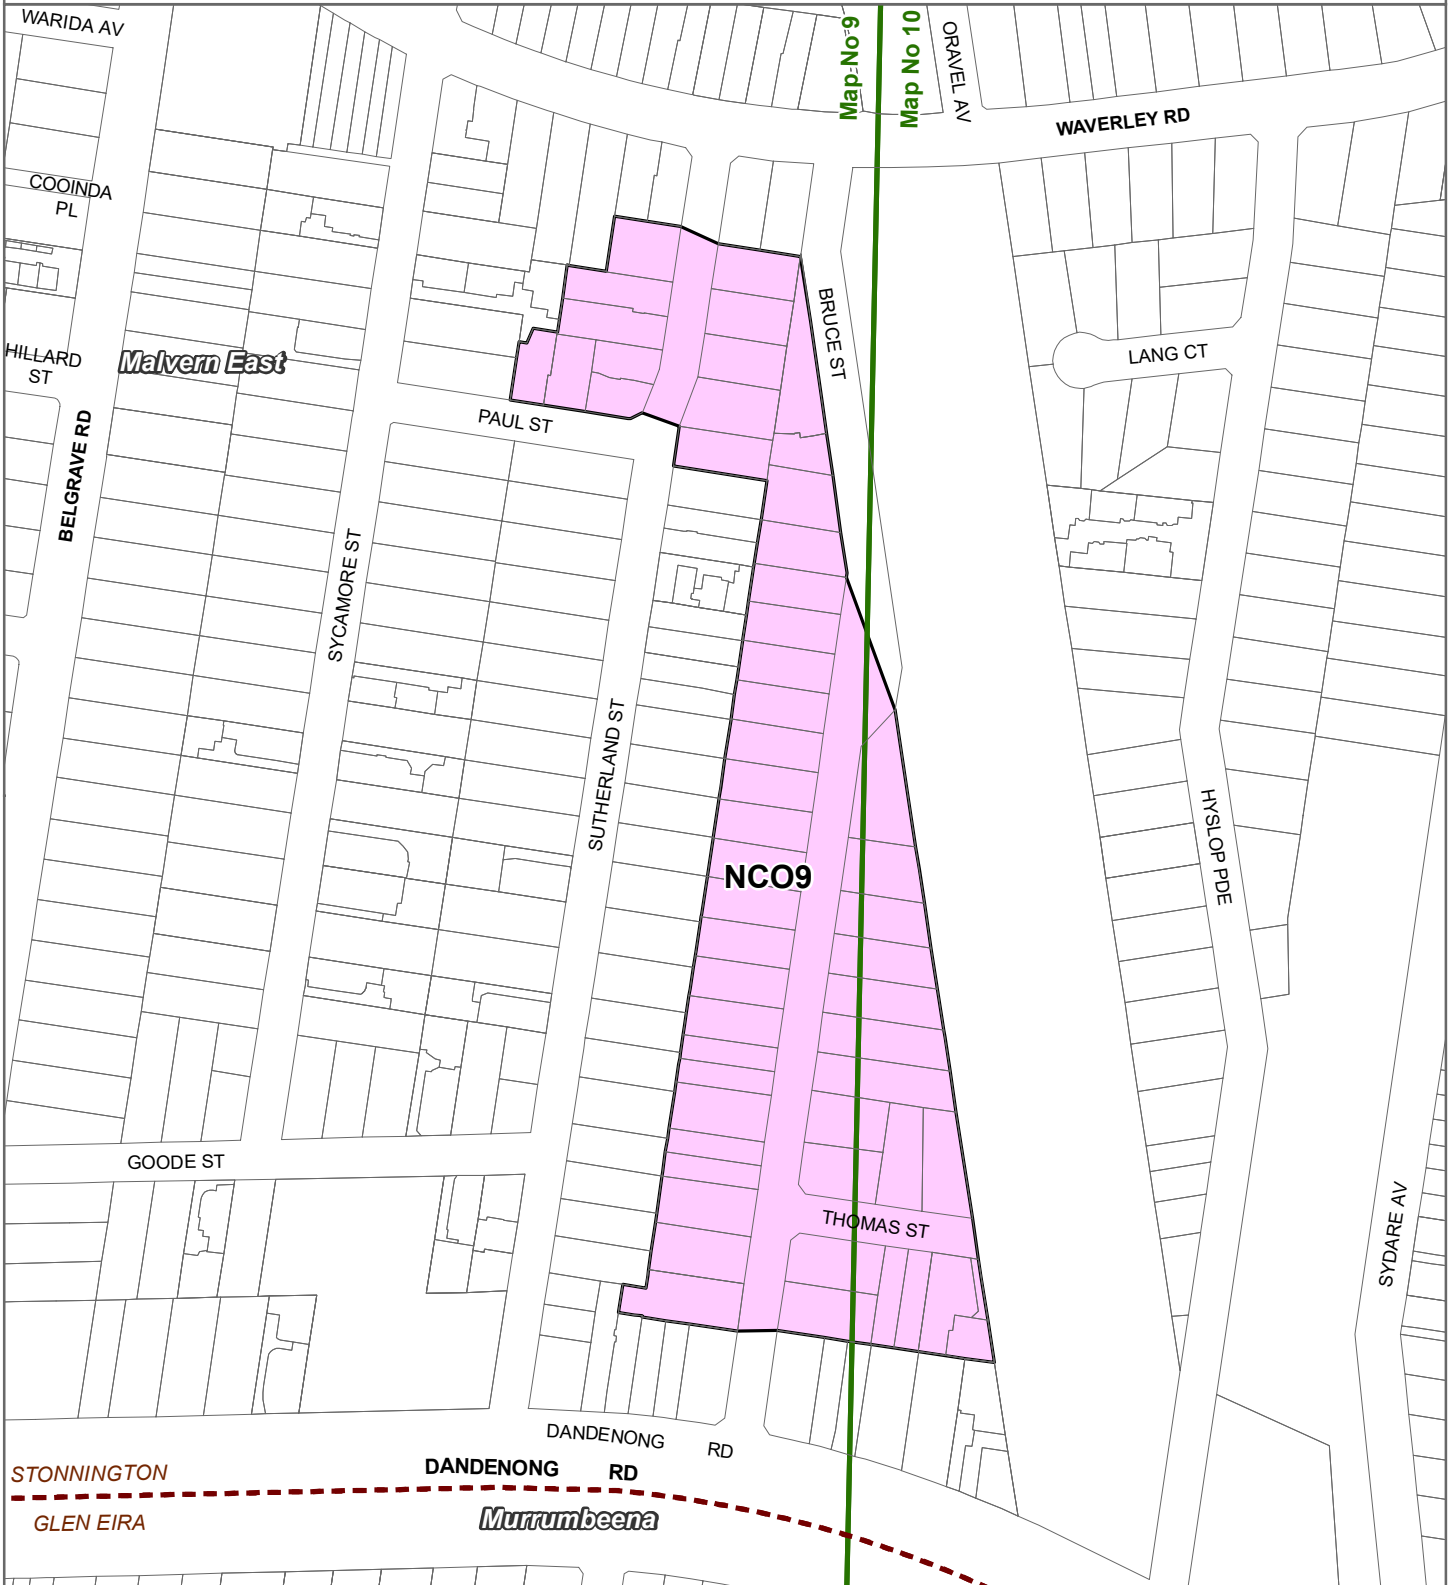 WARIDA AV
Map No 9
Map No 10
ORAVEL AV
WAVERLEY RD
COOINDA
PL
BRUCE ST
HILLARD
ST
Malvern East
LANG CT
PAUL ST
BELGRAVE RD
SYCAMORE ST
SUTHERLAND ST
HYSLOP PDE
NCO9
GOODE ST
THOMAS ST
SYDARE AV
DANDENONG RD
DANDENONG RD
STONNINGTON
GLEN EIRA
Murrumbeena